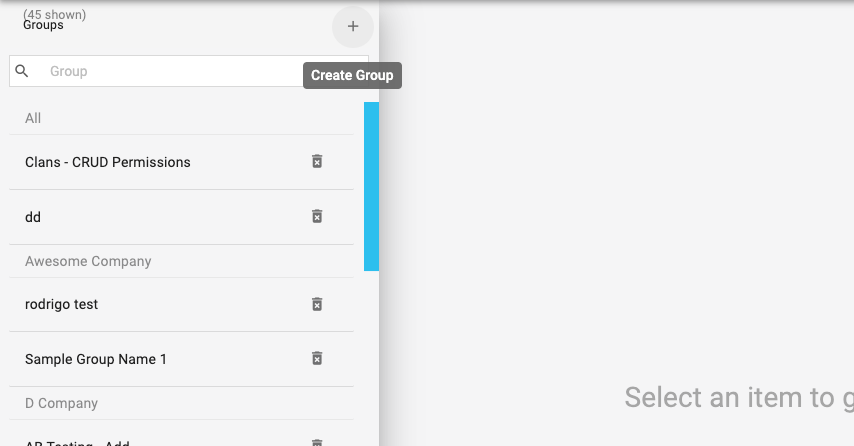 (45 shown)
Groups
+
Group
Create Group
All
Clans - CRUD Permissions
dd
Awesome Company
rodrigo test
Sample Group Name 1
Select an item to g
D Company
AB Testing - Add